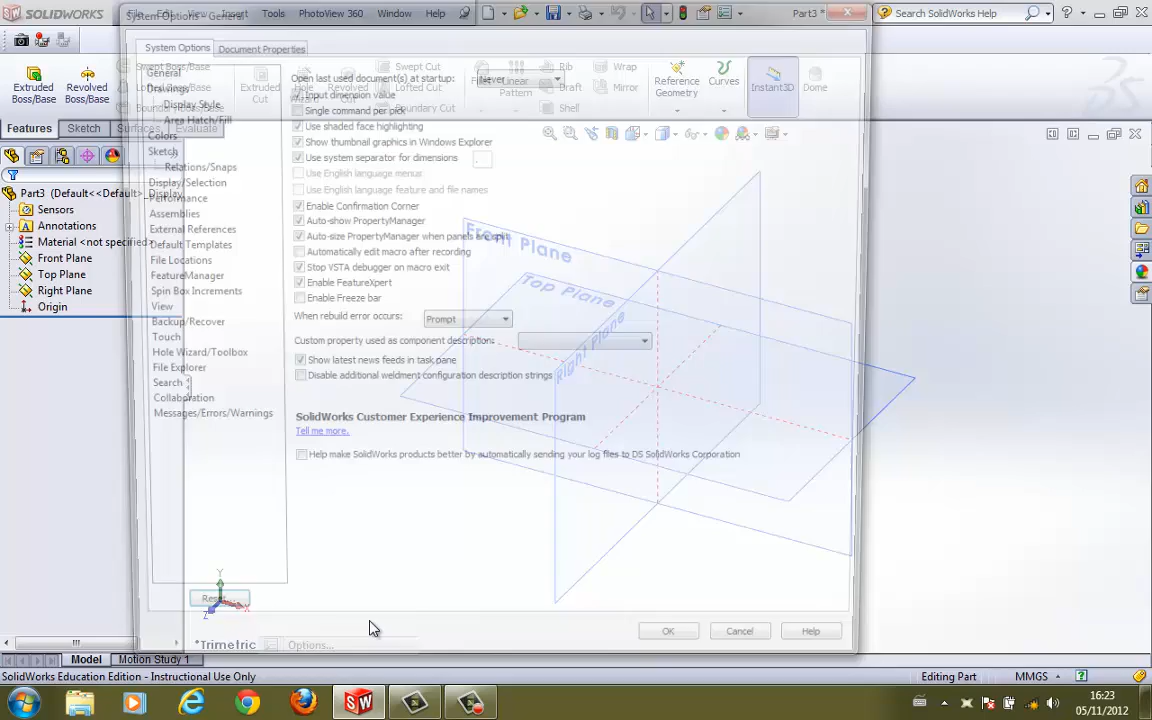 SOLIDWORKS
File Edit View Insert Tools PhotoView 360 Window Help
Part3 *
Search SolidWorks Help
System Options - General
System Options Document Properties
Extruded Boss/Base
Revolved Boss/Base
Swept Boss/Base
Lofted Boss/Base
Boundary Boss/Base
Extruded Cut
Hole Wizard
Revolved Cut
Swept Cut
Lofted Cut
Boundary Cut
Fillet
Linear Pattern
Rib
Draft
Shell
Wrap
Mirror
Reference Geometry
Curves
Instant3D
Dome
Features Sketch Surfaces Evaluate
Part3 (Default<<Default>_Display
Sensors
Annotations
Material <not specified>
Front Plane
Top Plane
Right Plane
Origin
General
Drawings
Display Style
Area Hatch/Fill
Colors
Sketch
Relations/Snaps
Display/Selection
Performance
Assemblies
External References
Default Templates
File Locations
FeatureManager
Spin Box Increments
View
Backup/Recover
Touch
Hole Wizard/Toolbox
File Explorer
Search
Collaboration
Messages/Errors/Warnings
Open last used document(s) at startup: Never
Input dimension value
Single command per pick
Use shaded face highlighting
Show thumbnail graphics in Windows Explorer
Use system separator for dimensions .
Use English language menus
Use English language feature and file names
Enable Confirmation Corner
Auto-show PropertyManager
Auto-size PropertyManager when panels are split
Automatically edit macro after recording
Stop VSTA debugger on macro exit
Enable FeatureXpert
Enable Freeze bar
When rebuild error occurs: Prompt
Custom property used as component description:
Show latest news feeds in task pane
Disable additional weldment configuration description strings
SolidWorks Customer Experience Improvement Program
Tell me more.
Help make SolidWorks products better by automatically sending your log files to DS SolidWorks Corporation
Front Plane
Top Plane
Right Plane
Reset...
Y
X
Z
OK Cancel Help
*Trimetric
Options...
Model Motion Study 1
SolidWorks Education Edition - Instructional Use Only
Editing Part
MMGS
16:23
05/11/2012